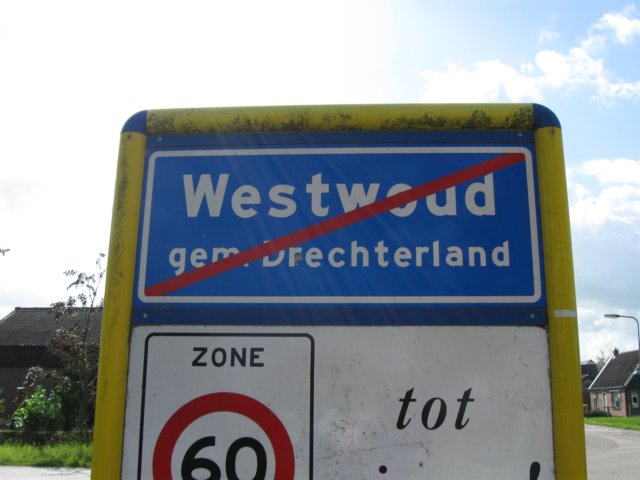 Westwoud
gem. Drechterland
ZONE
tot
60